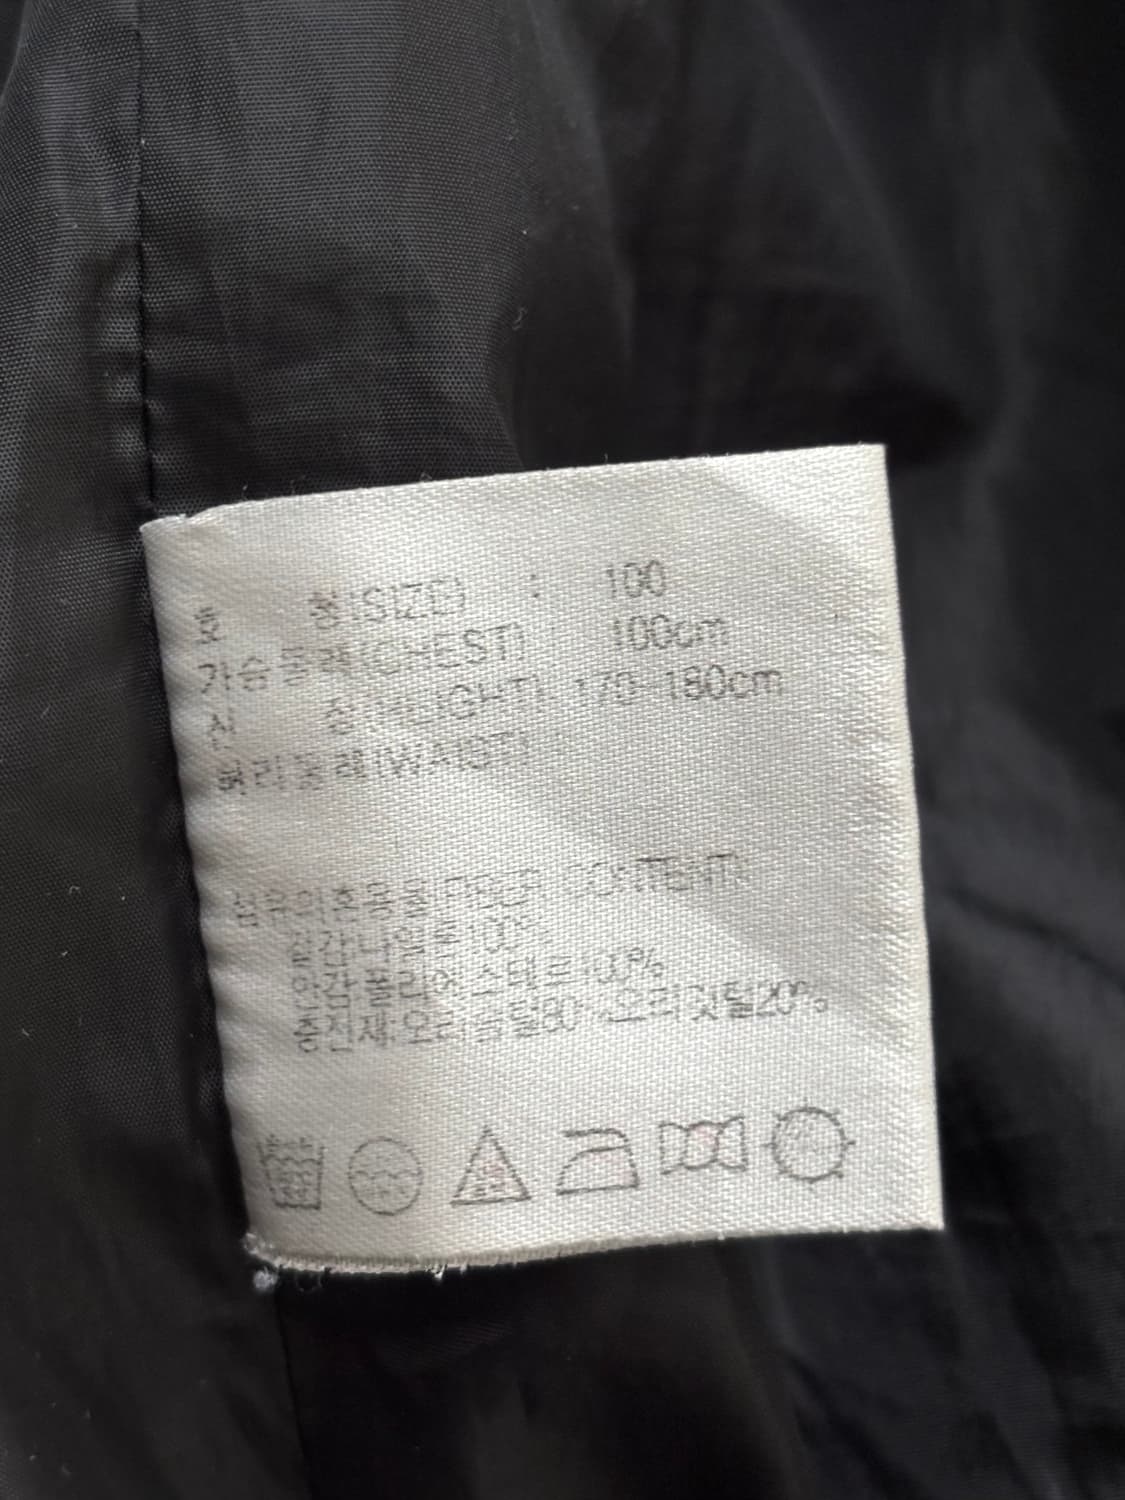 호 칭(SIZE) : 100
가슴둘레(CHEST) : 100cm
신 장(HEIGHT): 170-180cm
허리둘레(WAIST) :
섬유의혼용율(FIBER CONTENT)
겉감:나일론100%
안감:폴리에스테르100%
충전재:오리솜털80%,오리깃털20%